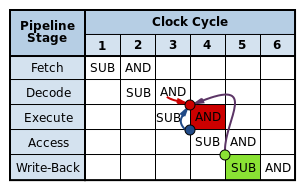 Pipeline Stage Clock Cycle
1 2 3 4 5 6
Fetch SUB AND
Decode SUB AND
Execute SUB AND
Access SUB AND
Write-Back SUB AND